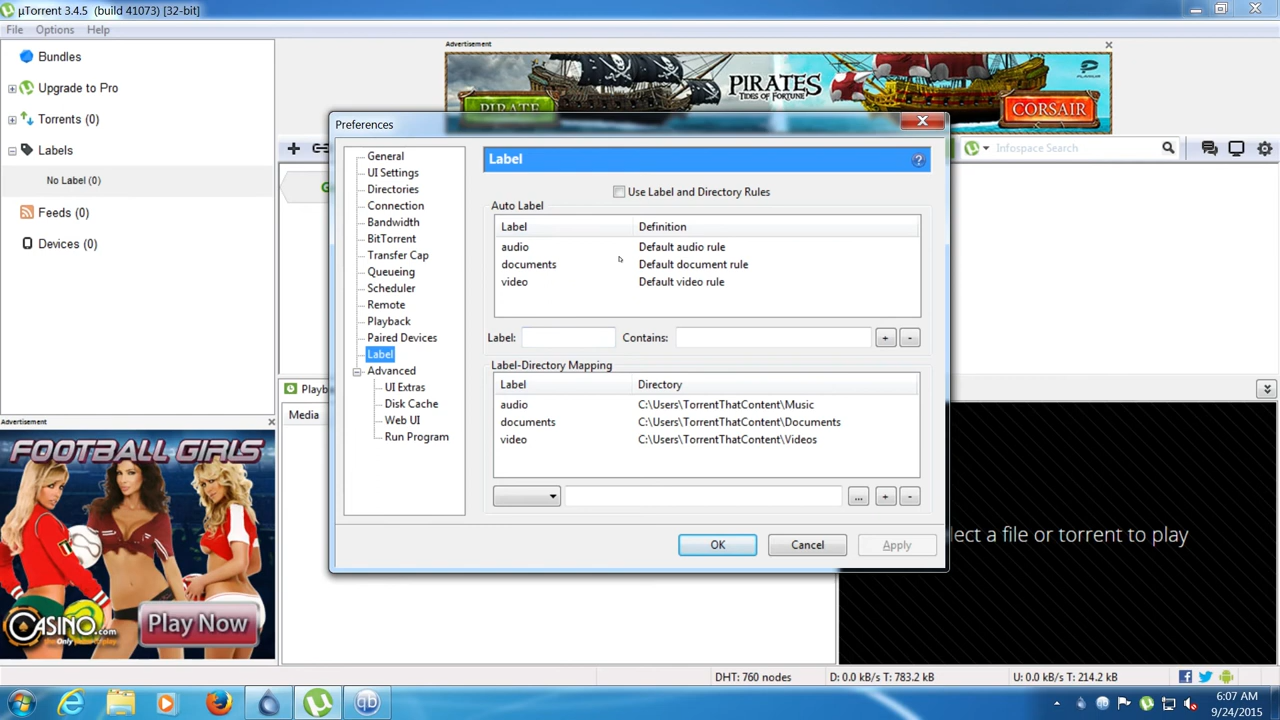 µTorrent 3.4.5 (build 41073) [32-bit]
File Options Help
Bundles
Upgrade to Pro
Torrents (0)
Labels
No Label (0)
Feeds (0)
Devices (0)
Advertisement
PIRATES
TIDES OF FORTUNE
PIRATE
CORSAIR
PLARIUM
Infospace Search
Preferences
General
UI Settings
Directories
Connection
Bandwidth
BitTorrent
Transfer Cap
Queueing
Scheduler
Remote
Playback
Paired Devices
Label
Advanced
UI Extras
Disk Cache
Web UI
Run Program
Label
Use Label and Directory Rules
Auto Label
Label Definition
audio Default audio rule
documents Default document rule
video Default video rule
Label: Contains: + -
Label-Directory Mapping
Label Directory
audio C:\Users\TorrentThatContent\Music
documents C:\Users\TorrentThatContent\Documents
video C:\Users\TorrentThatContent\Videos
... + -
OK Cancel Apply
Media
lect a file or torrent to play
Advertisement
FOOTBALL GIRLS
CASINO.com
Play Now
DHT: 760 nodes D: 0.0 kB/s T: 783.2 kB U: 0.0 kB/s T: 214.2 kB
6:07 AM
9/24/2015